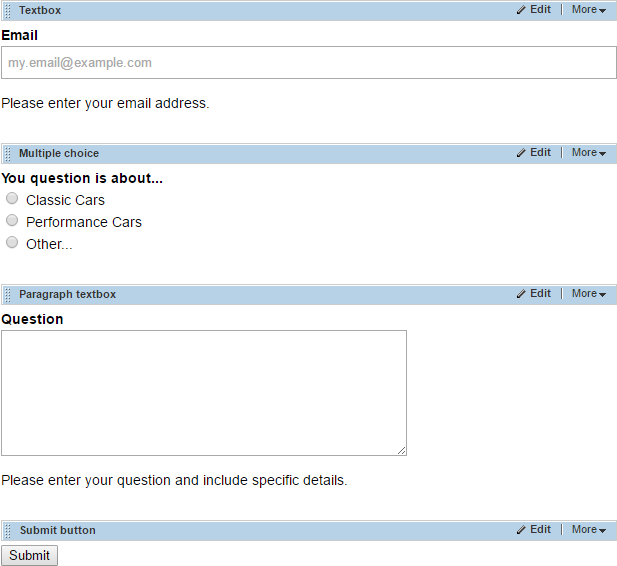 Textbox Edit | More
Email
my.email@example.com
Please enter your email address.
Multiple choice Edit | More
You question is about...
Classic Cars
Performance Cars
Other...
Paragraph textbox Edit | More
Question
Please enter your question and include specific details.
Submit button Edit | More
Submit